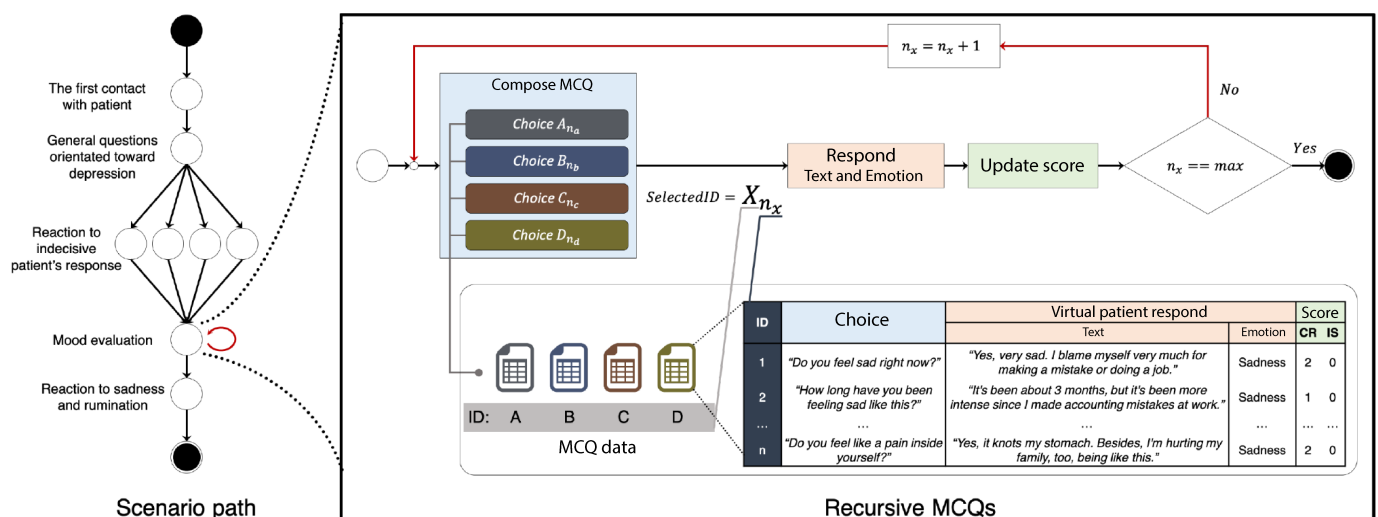 The first contact
with patient
General questions
orientated toward
depression
Reaction to
indecisive
patient's response
Mood evaluation
Reaction to sadness
and rumination
Scenario path
n_x = n_x + 1
No
Compose MCQ
Choice A_{n_a}
Choice B_{n_b}
Choice C_{n_c}
Choice D_{n_d}
Respond
Text and Emotion
Update score
n_x == max
Yes
SelectedID = X_{n_x}
ID: A B C D
MCQ data
ID Choice Virtual patient respond Score
Text Emotion CR IS
1 “Do you feel sad right now?” “Yes, very sad. I blame myself very much for
making a mistake or doing a job.” Sadness 2 0
2 “How long have you been
feeling sad like this?” “It's been about 3 months, but it's been more
intense since I made accounting mistakes at work.” Sadness 1 0
... ... ... ... ... ...
n “Do you feel like a pain inside
yourself?” “Yes, it knots my stomach. Besides, I'm hurting my
family, too, being like this.” Sadness 2 0
Recursive MCQs